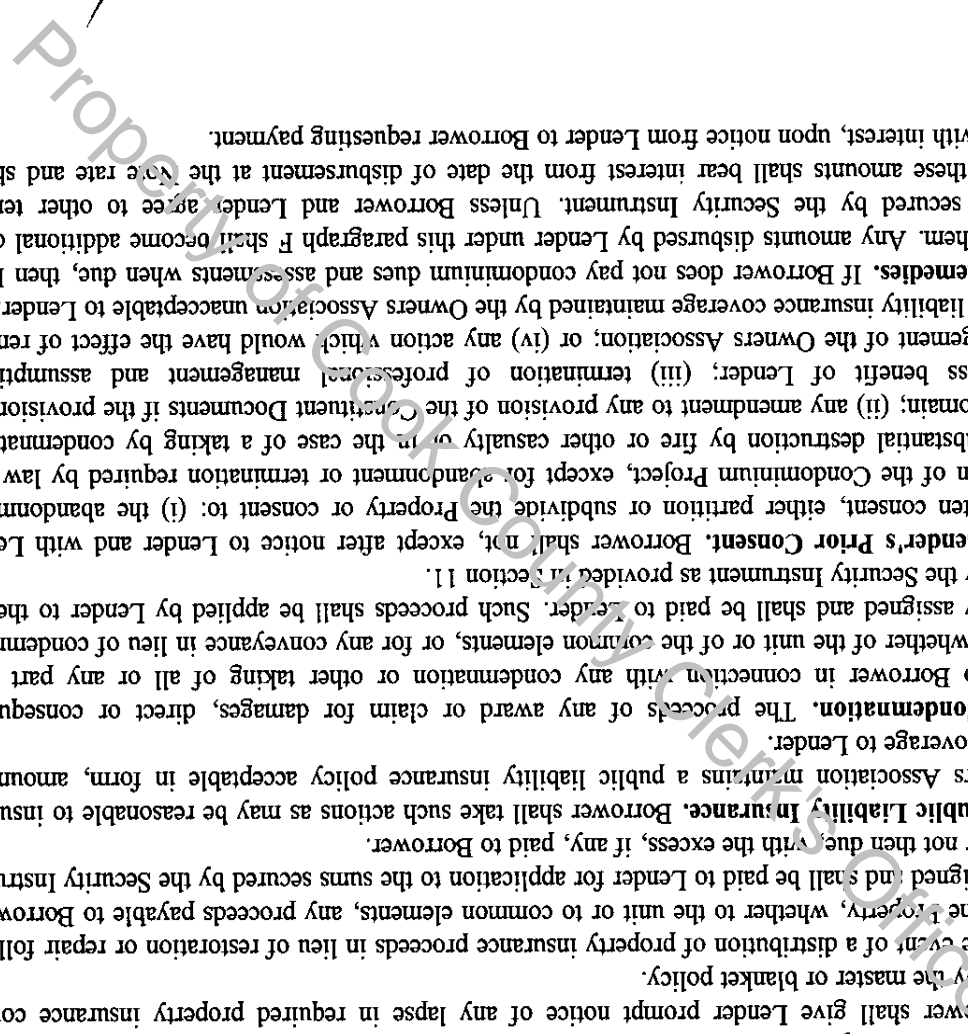 wer shall give Lender prompt notice of any lapse in required property insurance co
y the master or blanket policy.
e event of a distribution of property insurance proceeds in lieu of restoration or repair foll
ne Property, whether to the unit or to common elements, any proceeds payable to Borrow
signed and shall be paid to Lender for application to the sums secured by the Security Instru
not then due, with the excess, if any, paid to Borrower.
ublic Liability Insurance. Borrower shall take such actions as may be reasonable to insu
rs Association maintains a public liability insurance policy acceptable in form, amoun
overage to Lender.
ondemnation. The proceeds of any award or claim for damages, direct or consequ
o Borrower in connection with any condemnation or other taking of all or any part
whether of the unit or of the common elements, or for any conveyance in lieu of condemn
assigned and shall be paid to Lender. Such proceeds shall be applied by Lender to the
y the Security Instrument as provided in Section 11.
ender's Prior Consent. Borrower shall not, except after notice to Lender and with Le
ten consent, either partition or subdivide the Property or consent to: (i) the abandonm
n of the Condominium Project, except for abandonment or termination required by law
bstantial destruction by fire or other casualty or in the case of a taking by condemnat
omain; (ii) any amendment to any provision of the Constituent Documents if the provision
ss benefit of Lender; (iii) termination of professional management and assumpti
gement of the Owners Association; or (iv) any action which would have the effect of ren
liability insurance coverage maintained by the Owners Association unacceptable to Lender
emedies. If Borrower does not pay condominium dues and assessments when due, then
hem. Any amounts disbursed by Lender under this paragraph F shall become additional
secured by the Security Instrument. Unless Borrower and Lender agree to other ter
these amounts shall bear interest from the date of disbursement at the Note rate and sh
vith interest, upon notice from Lender to Borrower requesting payment.
Property of Cook County Clerk's Office